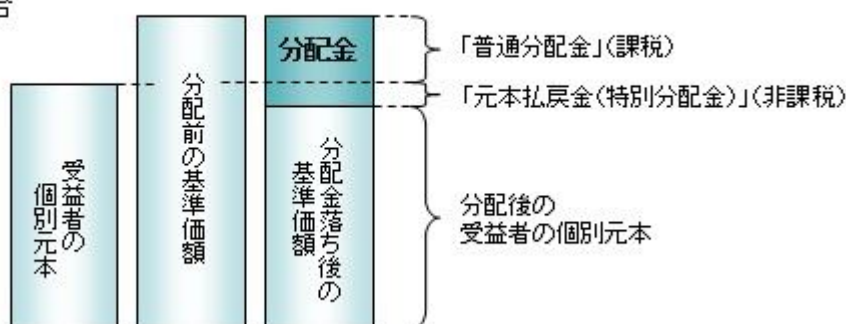 合
受益者の
個別元本
分配前の基準価額
分配金
分配金落ち後の
基準価額
「普通分配金」(課税)
「元本払戻金(特別分配金)」(非課税)
分配後の
受益者の個別元本